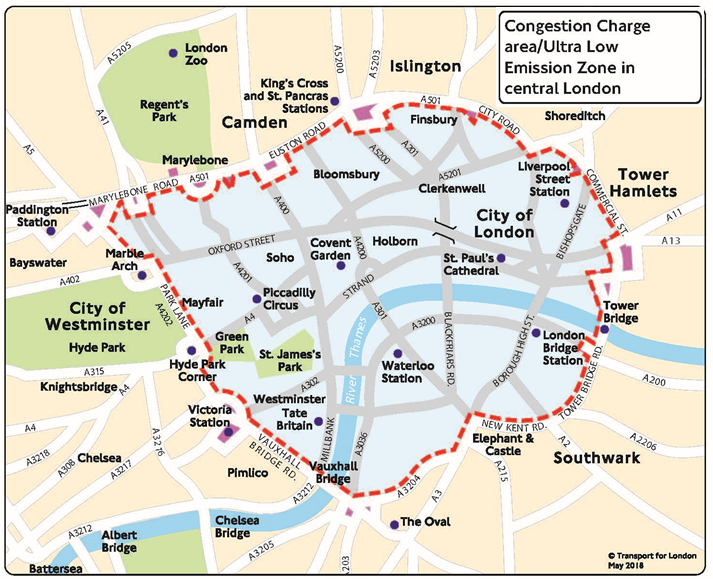 Congestion Charge
area/Ultra Low
Emission Zone in
central London
A5205
London
Zoo
A5200
A5203
Islington
King's Cross
and St. Pancras
Stations
A41
Regent's
Park
Camden
A501
Finsbury
CITY ROAD
Shoreditch
A5
EUSTON ROAD
A5200
A201
Marylebone
A501
MARYLEBONE ROAD
Bloomsbury
A5201
Clerkenwell
Liverpool
Street
Station
COMMERCIAL ST.
Tower
Hamlets
Paddington
Station
A400
A4200
City of
London
BISHOPSGATE
A11
A13
Bayswater
Marble
Arch
OXFORD STREET
Soho
Covent
Garden
Holborn
St. Paul's
Cathedral
A402
A4201
STRAND
PARK LANE
A4202
Mayfair
Piccadilly
Circus
A4
A301
City of
Westminster
Hyde Park
Green
Park
St. James's
Park
River Thames
A3200
BLACKFRIARS RD.
BOROUGH HIGH ST.
Tower
Bridge
London
Bridge
Station
TOWER BRIDGE RD.
A315
Hyde Park
Corner
Waterloo
Station
A200
Knightsbridge
A4
A302
Westminster
Tate
Britain
Victoria
Station
MILLBANK
NEW KENT RD.
Elephant &
Castle
A2
A2206
A4
A3218
A308
Chelsea
A3217
A3216
VAUXHALL
BRIDGE RD.
A3036
Southwark
Pimlico
Vauxhall
Bridge
A3212
A3204
A3
A215
A3212
Albert
Bridge
Chelsea
Bridge
The Oval
A3205
A203
Battersea
© Transport for London
May 2018